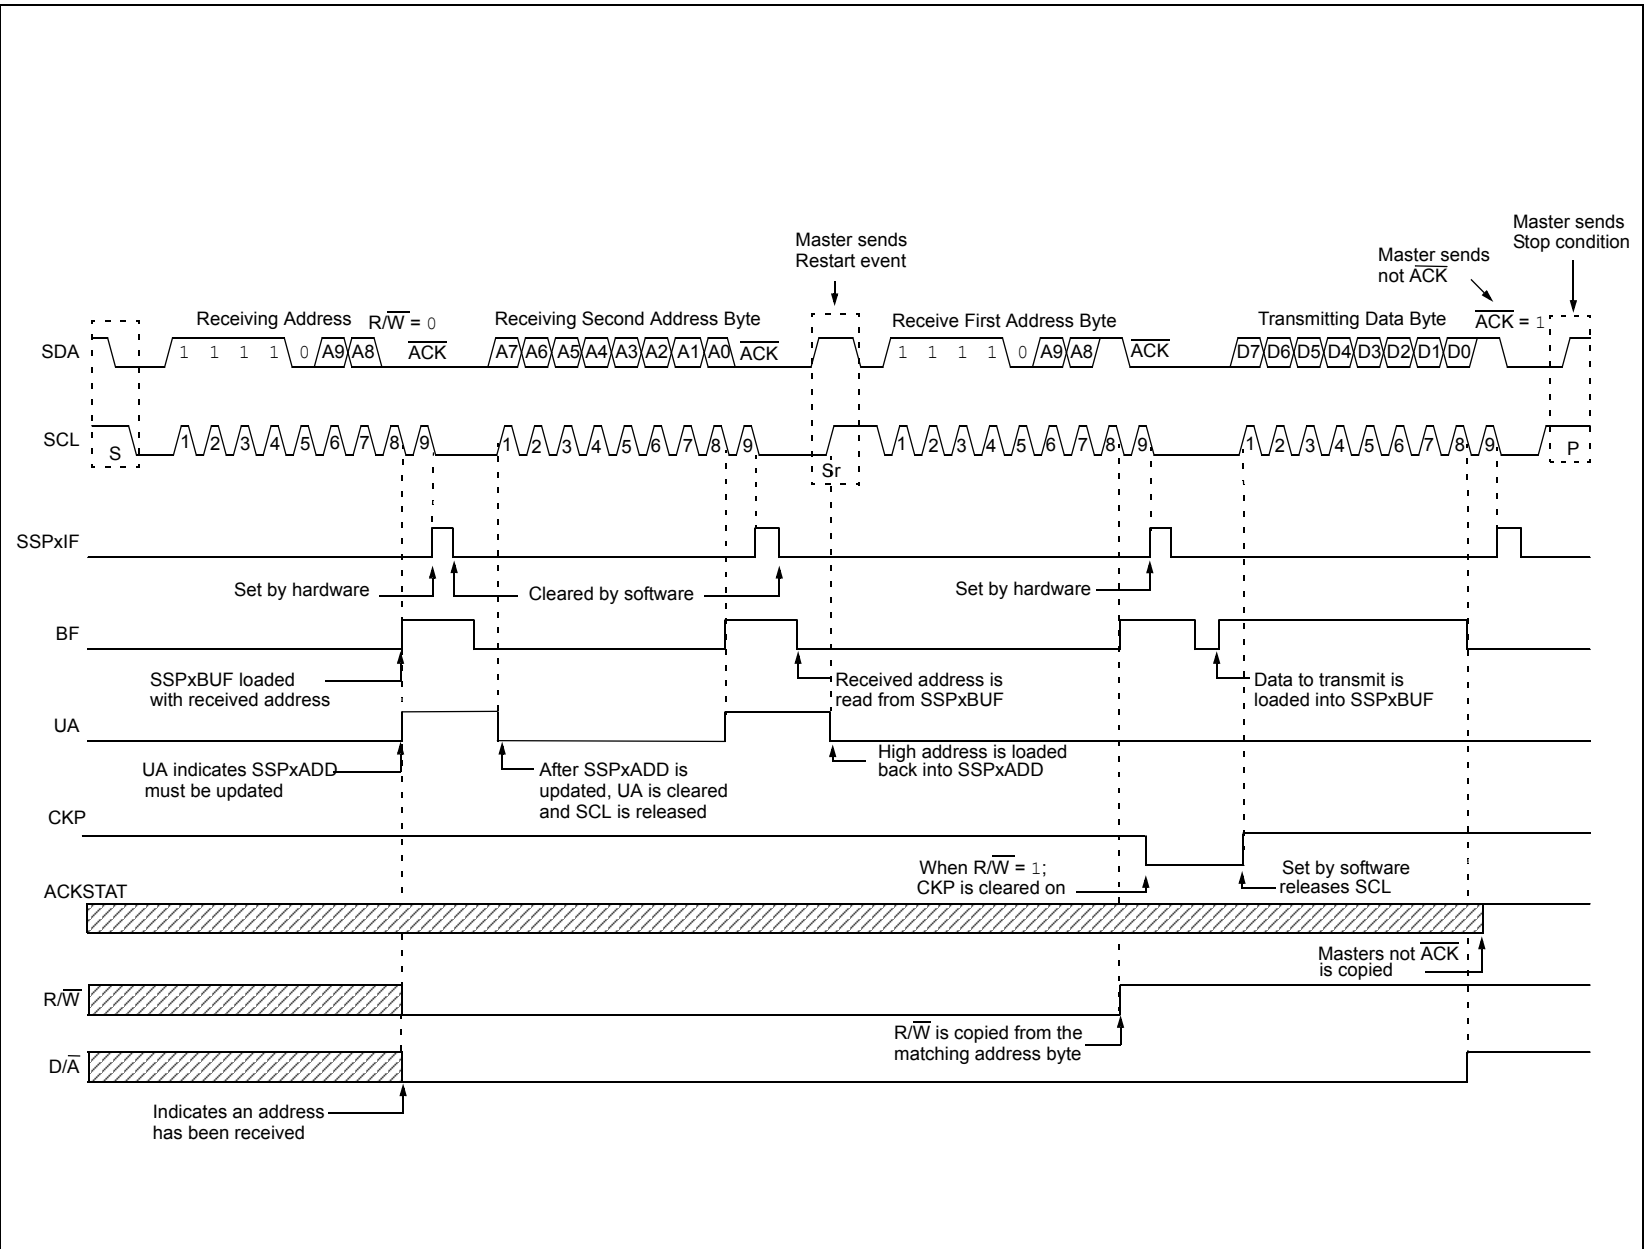 Master sends
Restart event
Master sends
not A̅C̅K̅
Master sends
Stop condition
Receiving Address R/W̅ = 0
Receiving Second Address Byte
Receive First Address Byte
Transmitting Data Byte
A̅C̅K̅ = 1
SDA
1 1 1 1 0 A9 A8 A̅C̅K̅
A7 A6 A5 A4 A3 A2 A1 A0 A̅C̅K̅
1 1 1 1 0 A9 A8 A̅C̅K̅
D7 D6 D5 D4 D3 D2 D1 D0
SCL
S
1 2 3 4 5 6 7 8 9
1 2 3 4 5 6 7 8 9
Sr
1 2 3 4 5 6 7 8 9
1 2 3 4 5 6 7 8 9
P
SSPxIF
Set by hardware
Cleared by software
Set by hardware
BF
SSPxBUF loaded
with received address
Received address is
read from SSPxBUF
Data to transmit is
loaded into SSPxBUF
UA
UA indicates SSPxADD
must be updated
After SSPxADD is
updated, UA is cleared
and SCL is released
High address is loaded
back into SSPxADD
CKP
When R/W̅ = 1;
CKP is cleared on
Set by software
releases SCL
ACKSTAT
Masters not A̅C̅K̅
is copied
R/W̅
R/W̅ is copied from the
matching address byte
D/A̅
Indicates an address
has been received